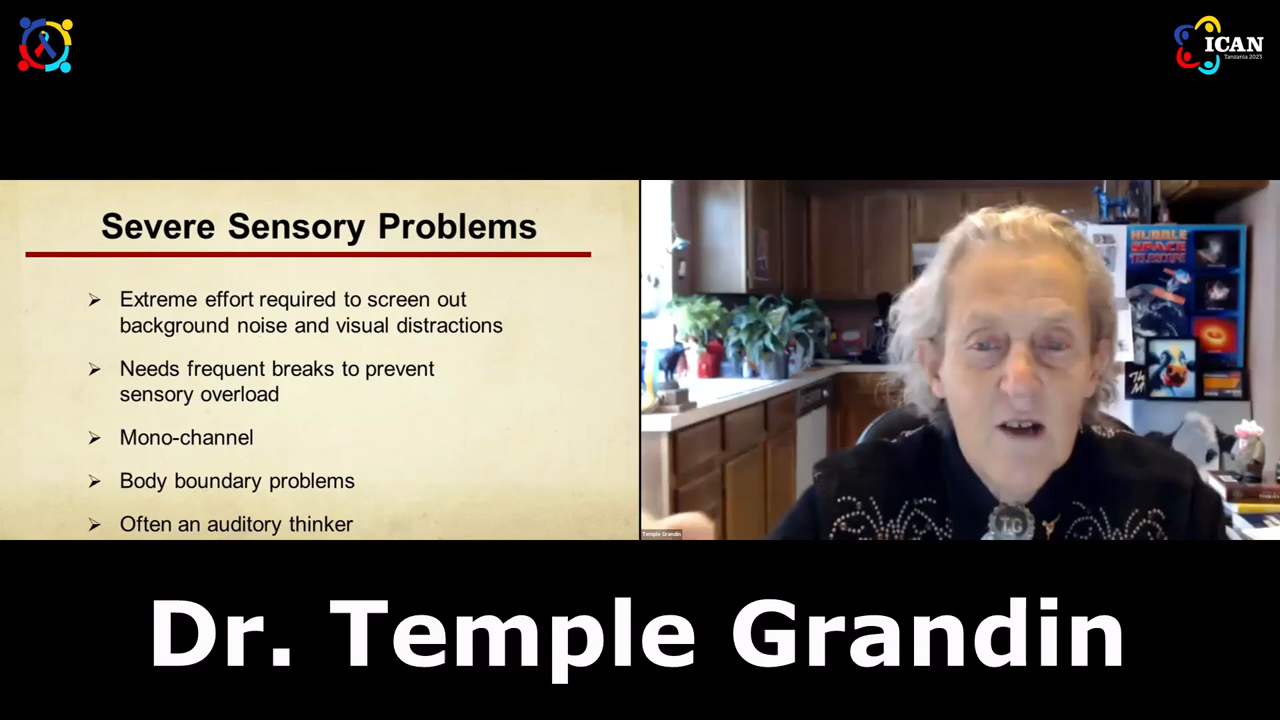 ICAN
Tanzania 2023
Severe Sensory Problems
Extreme effort required to screen out
background noise and visual distractions
Needs frequent breaks to prevent
sensory overload
Mono-channel
Body boundary problems
Often an auditory thinker
HUBBLE
SPACE
TELESCOPE
T.G
Temple Grandin
Dr. Temple Grandin